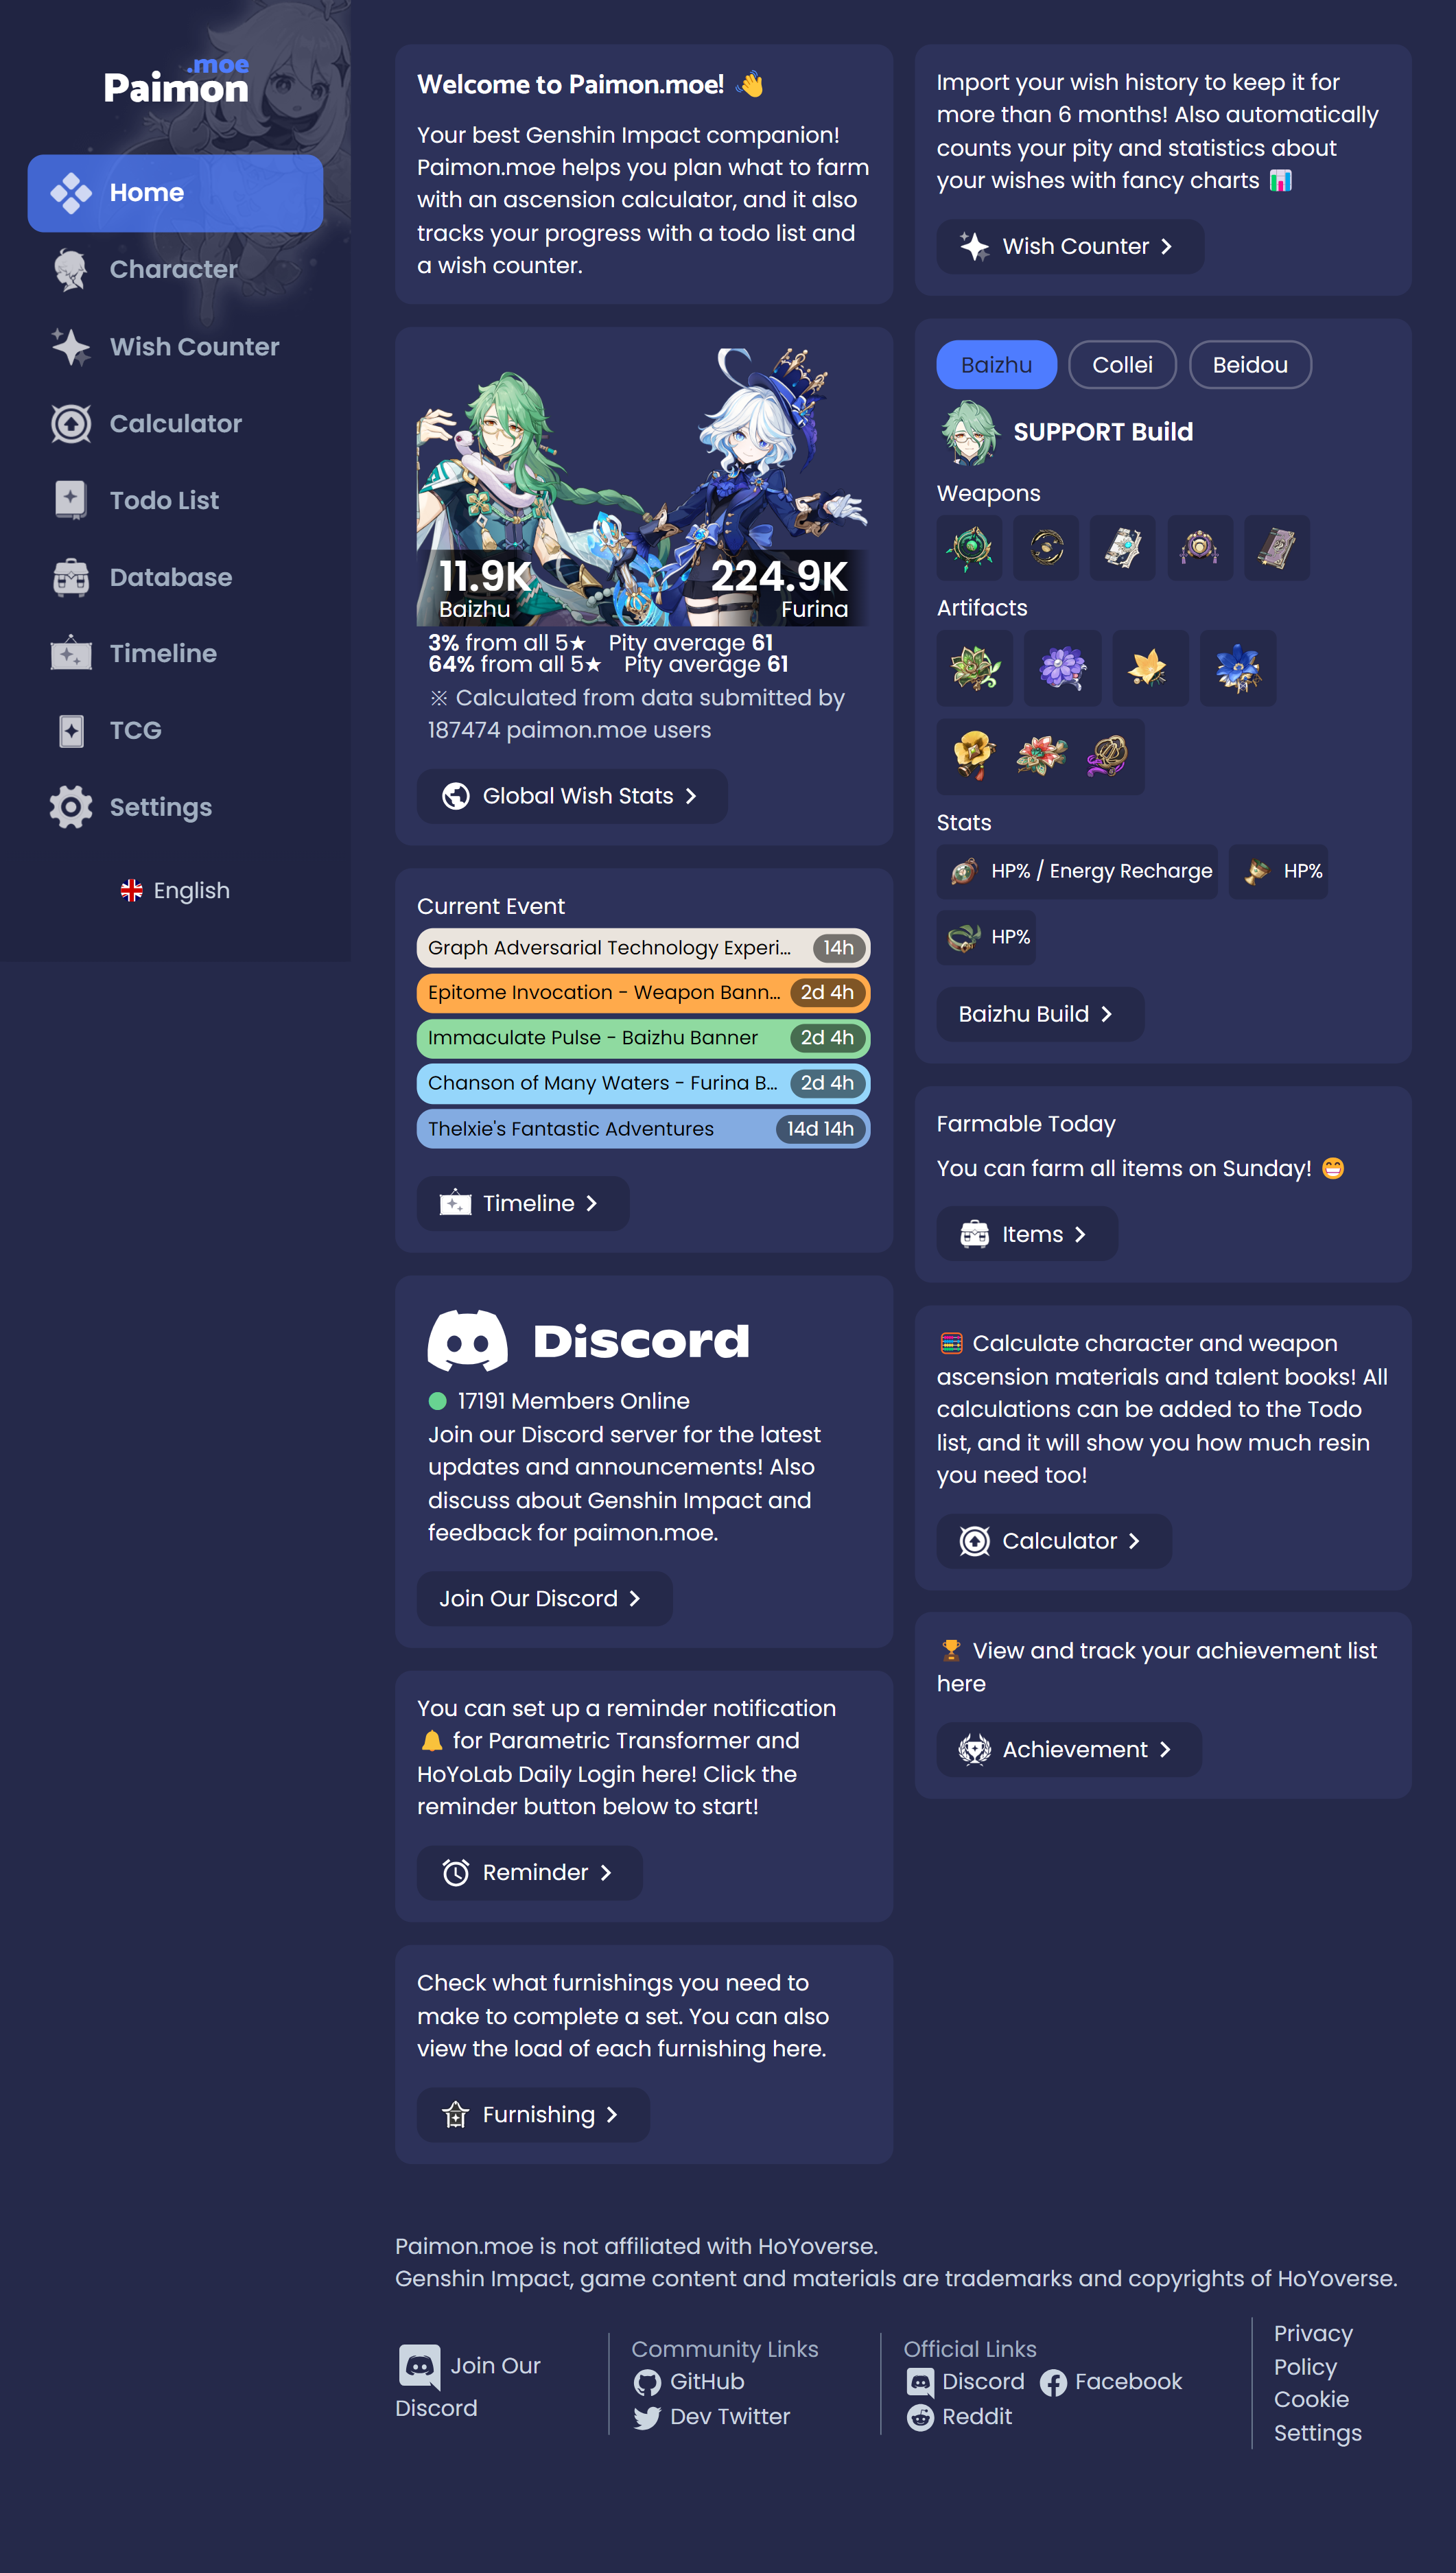 .moe
Paimon
Home
Character
Wish Counter
Calculator
Todo List
Database
Timeline
TCG
Settings
English
Welcome to Paimon.moe! 👋
Your best Genshin Impact companion!
Paimon.moe helps you plan what to farm
with an ascension calculator, and it also
tracks your progress with a todo list and
a wish counter.
11.9K
Baizhu
224.9K
Furina
3% from all 5★ Pity average 61
64% from all 5★ Pity average 61
※ Calculated from data submitted by
187474 paimon.moe users
Global Wish Stats
Current Event
Graph Adversarial Technology Experi... 14h
Epitome Invocation - Weapon Bann... 2d 4h
Immaculate Pulse - Baizhu Banner 2d 4h
Chanson of Many Waters - Furina B... 2d 4h
Thelxie's Fantastic Adventures 14d 14h
Timeline
Discord
17191 Members Online
Join our Discord server for the latest
updates and announcements! Also
discuss about Genshin Impact and
feedback for paimon.moe.
Join Our Discord
You can set up a reminder notification
🔔 for Parametric Transformer and
HoYoLab Daily Login here! Click the
reminder button below to start!
Reminder
Check what furnishings you need to
make to complete a set. You can also
view the load of each furnishing here.
Furnishing
Import your wish history to keep it for
more than 6 months! Also automatically
counts your pity and statistics about
your wishes with fancy charts 📊
Wish Counter
Baizhu Collei Beidou
SUPPORT Build
Weapons
Artifacts
Stats
HP% / Energy Recharge HP%
HP%
Baizhu Build
Farmable Today
You can farm all items on Sunday! 😁
Items
🧮 Calculate character and weapon
ascension materials and talent books! All
calculations can be added to the Todo
list, and it will show you how much resin
you need too!
Calculator
🏆 View and track your achievement list
here
Achievement
Paimon.moe is not affiliated with HoYoverse.
Genshin Impact, game content and materials are trademarks and copyrights of HoYoverse.
Join Our
Discord
Community Links
GitHub
Dev Twitter
Official Links
Discord Facebook
Reddit
Privacy
Policy
Cookie
Settings